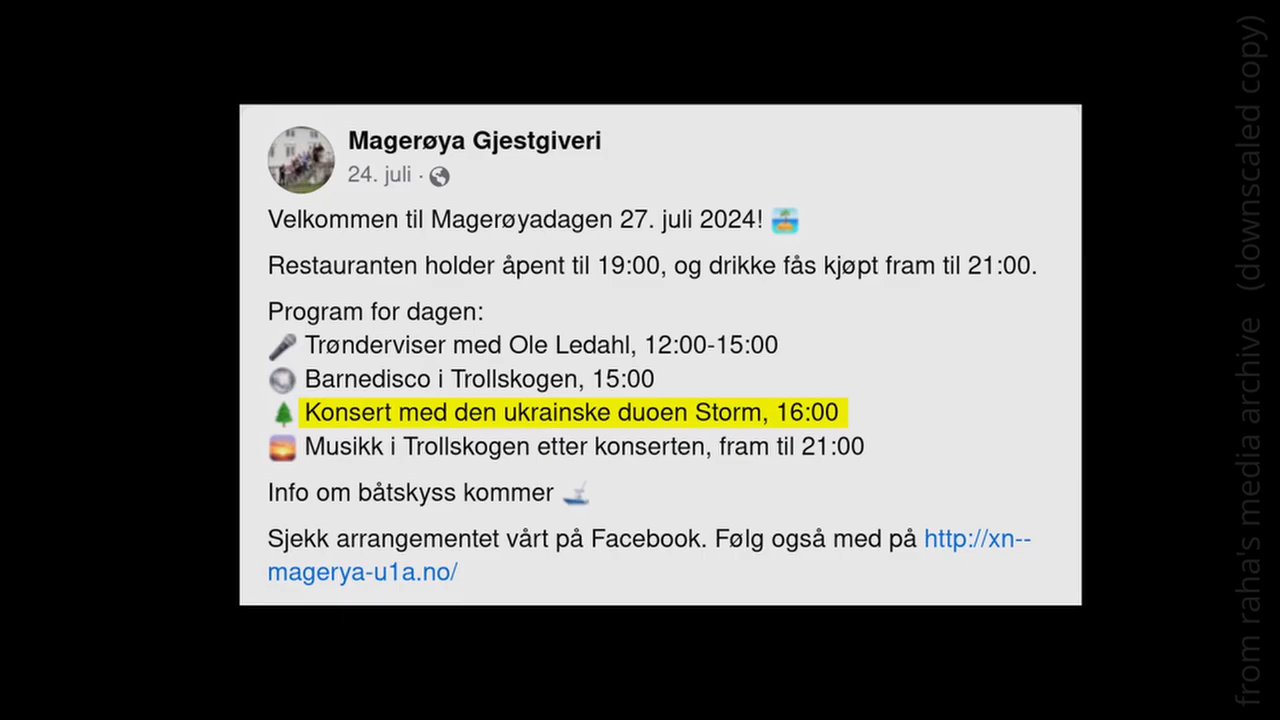 Magerøya Gjestgiveri
24. juli ·
Velkommen til Magerøyadagen 27. juli 2024! 🏝️
Restauranten holder åpent til 19:00, og drikke fås kjøpt fram til 21:00.
Program for dagen:
🎤 Trønderviser med Ole Ledahl, 12:00-15:00
🪩 Barnedisco i Trollskogen, 15:00
🌲 Konsert med den ukrainske duoen Storm, 16:00
🌅 Musikk i Trollskogen etter konserten, fram til 21:00
Info om båtskyss kommer 🚤
Sjekk arrangementet vårt på Facebook. Følg også med på http://xn--
magerya-u1a.no/
from raha's media archive (downscaled copy)